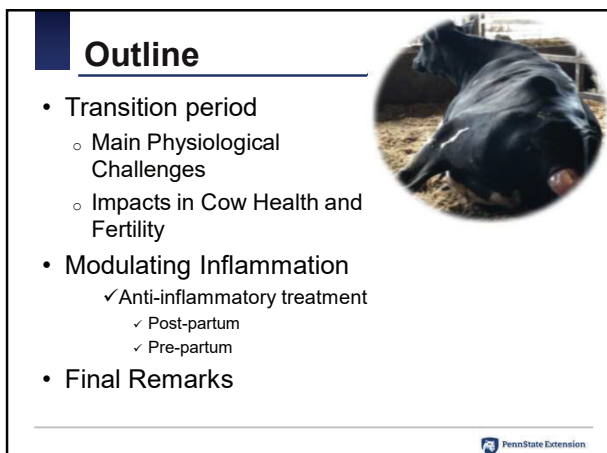 Outline
• Transition period
○ Main Physiological
Challenges
○ Impacts in Cow Health and
Fertility
• Modulating Inflammation
✓Anti-inflammatory treatment
✓ Post-partum
✓ Pre-partum
• Final Remarks
PennState Extension